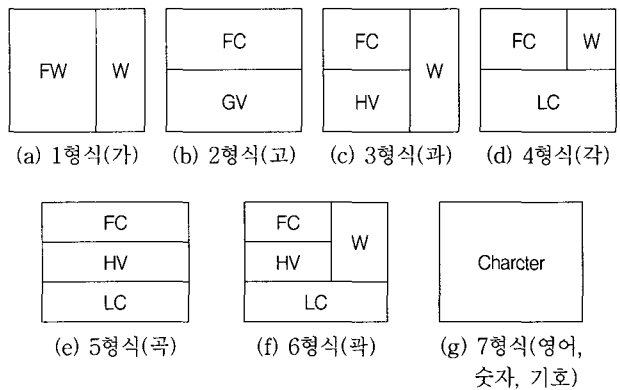 FW W
(a) 1형식(가)
FC
GV
(b) 2형식(고)
FC
W
HV
(c) 3형식(과)
FC W
LC
(d) 4형식(각)
FC
HV
LC
(e) 5형식(곡)
FC
W
HV
LC
(f) 6형식(곽)
Charcter
(g) 7형식(영어,
숫자, 기호)